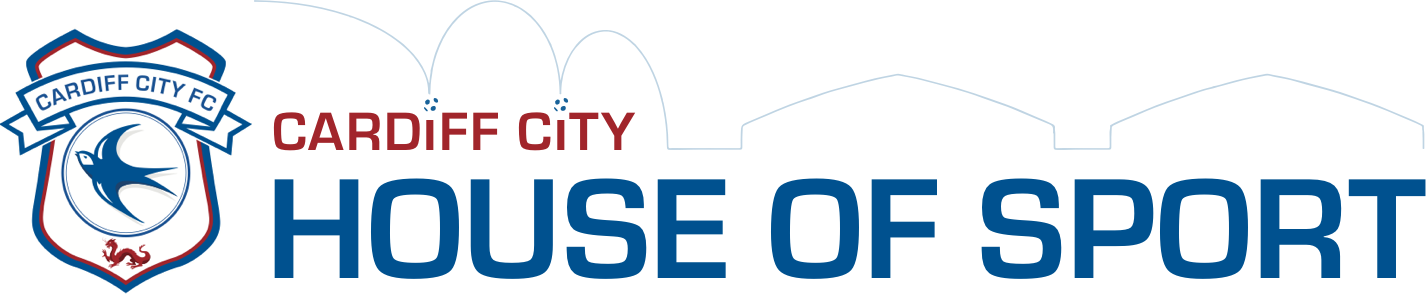 CARDIFF CITY FC
CARDiFF CiTY
HOUSE OF SPORT